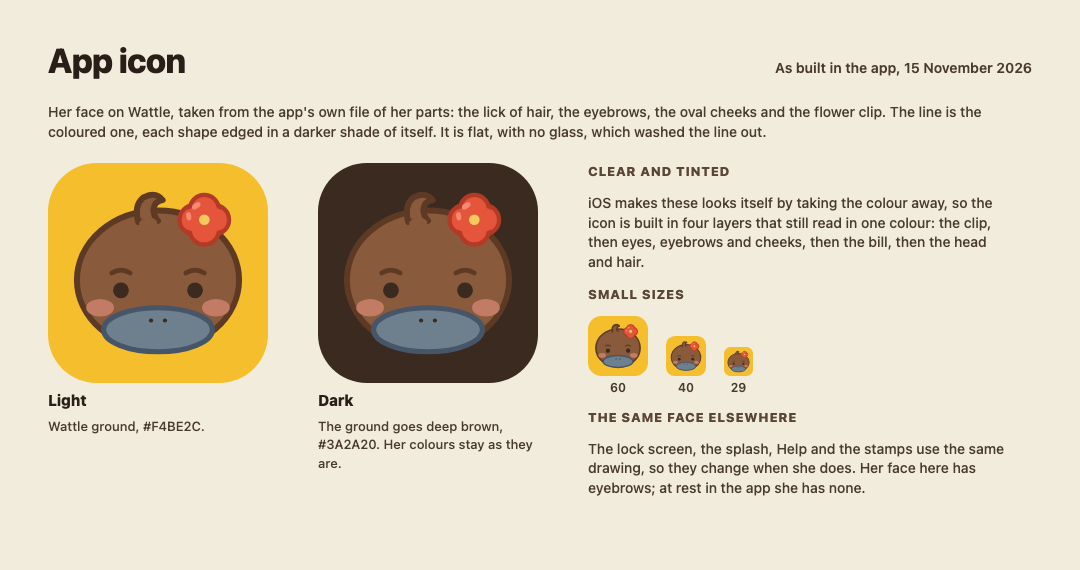 App icon
As built in the app, 15 November 2026
Her face on Wattle, taken from the app's own file of her parts: the lick of hair, the eyebrows, the oval cheeks and the flower clip. The line is the
coloured one, each shape edged in a darker shade of itself. It is flat, with no glass, which washed the line out.
Light
Wattle ground, #F4BE2C.
Dark
The ground goes deep brown,
#3A2A20. Her colours stay as they
are.
CLEAR AND TINTED
iOS makes these looks itself by taking the colour away, so the
icon is built in four layers that still read in one colour: the clip,
then eyes, eyebrows and cheeks, then the bill, then the head
and hair.
SMALL SIZES
60
40
29
THE SAME FACE ELSEWHERE
The lock screen, the splash, Help and the stamps use the same
drawing, so they change when she does. Her face here has
eyebrows; at rest in the app she has none.